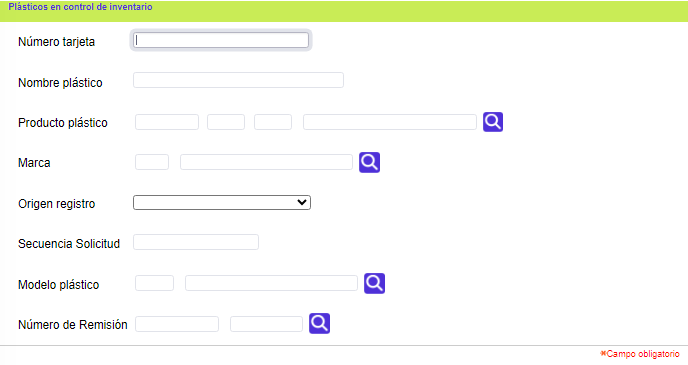 Plásticos en control de inventario
Número tarjeta
Nombre plástico
Producto plástico
Marca
Origen registro
Secuencia Solicitud
Modelo plástico
Número de Remisión
*Campo obligatorio